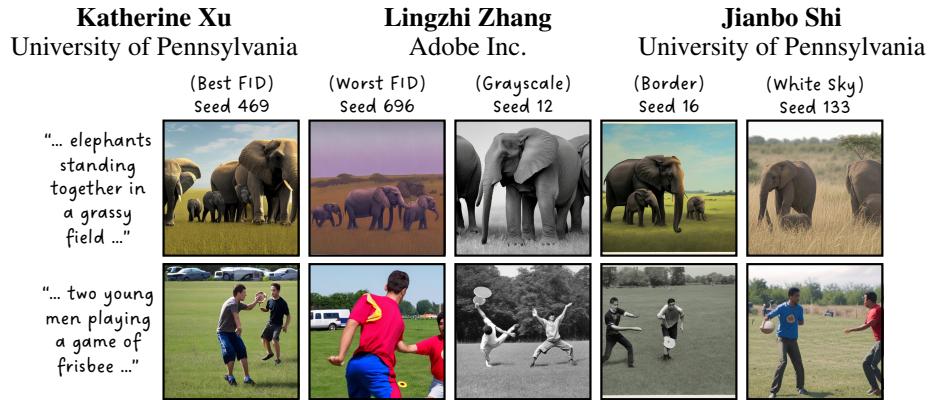 Katherine Xu
University of Pennsylvania
Lingzhi Zhang
Adobe Inc.
Jianbo Shi
University of Pennsylvania
(Best FID)
Seed 469
(Worst FID)
Seed 696
(Grayscale)
Seed 12
(Border)
Seed 16
(White Sky)
Seed 133
“... elephants
standing
together in
a grassy
field ...”
“... two young
men playing
a game of
frisbee ...”